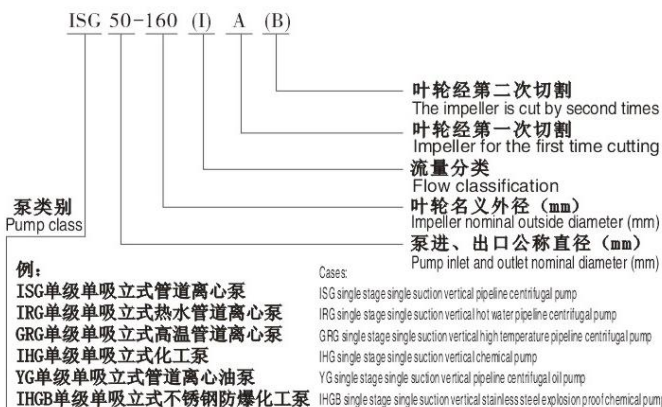 ISG 50-160 (I) A (B)
叶轮经第二次切割
The impeller is cut by second times
叶轮经第一次切割
Impeller for the first time cutting
流量分类
Flow classification
泵类别
Pump class
叶轮名义外径（mm）
Impeller nominal outside diameter (mm)
泵进、出口公称直径（mm）
Pump inlet and outlet nominal diameter (mm)
例：
Cases:
ISG单级单吸立式管道离心泵
ISG single stage single suction vertical pipeline centrifugal pump
IRG单级单吸立式热水管道离心泵
IRG single stage single suction vertical hot water pipeline centrifugal pump
GRG单级单吸立式高温管道离心泵
GRG single stage single suction vertical high temperature pipeline centrifugal pump
IHG单级单吸立式化工泵
IHG single stage single suction vertical chemical pump
YG单级单吸立式管道离心油泵
YG single stage single suction vertical pipeline centrifugal oil pump
IHGB单级单吸立式不锈钢防爆化工泵
IHGB single stage single suction vertical stainless steel explosion proof chemical pump